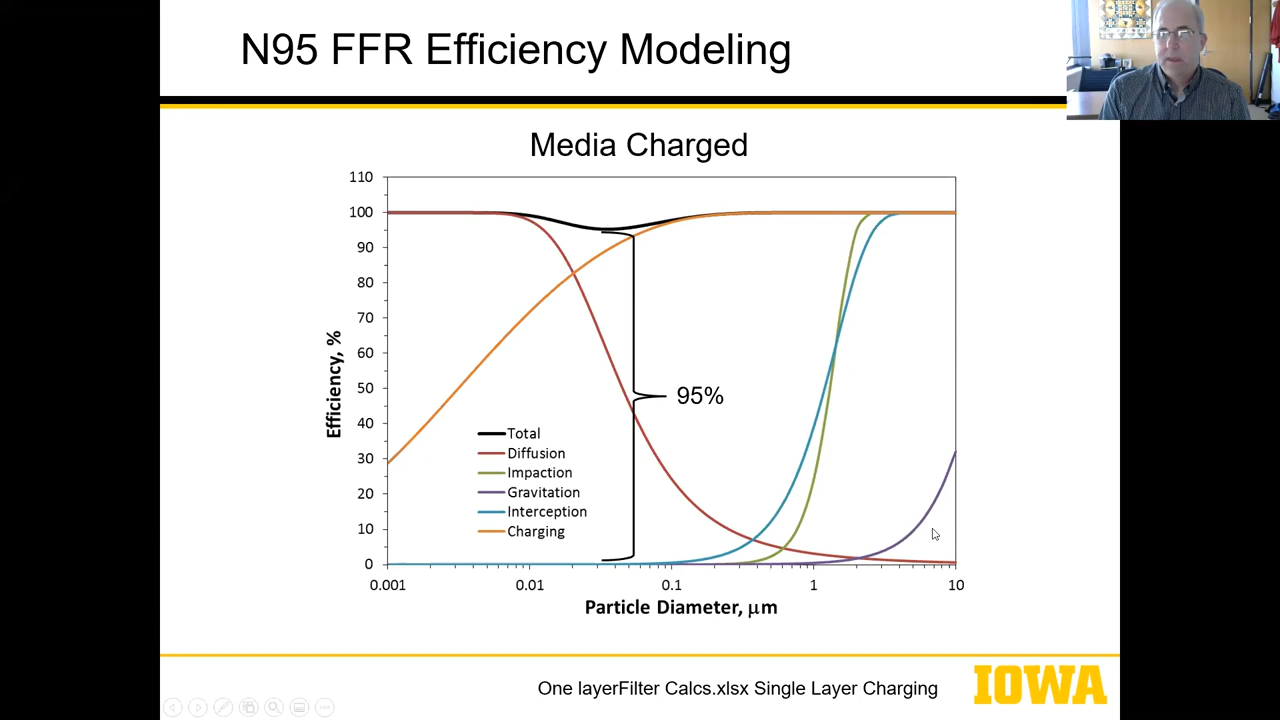 N95 FFR Efficiency Modeling
Media Charged
110
100
90
80
70
60
50
40
30
20
10
0
Efficiency, %
95%
Total
Diffusion
Impaction
Gravitation
Interception
Charging
0.001 0.01 0.1 1 10
Particle Diameter, μm
One layerFilter Calcs.xlsx Single Layer Charging
IOWA